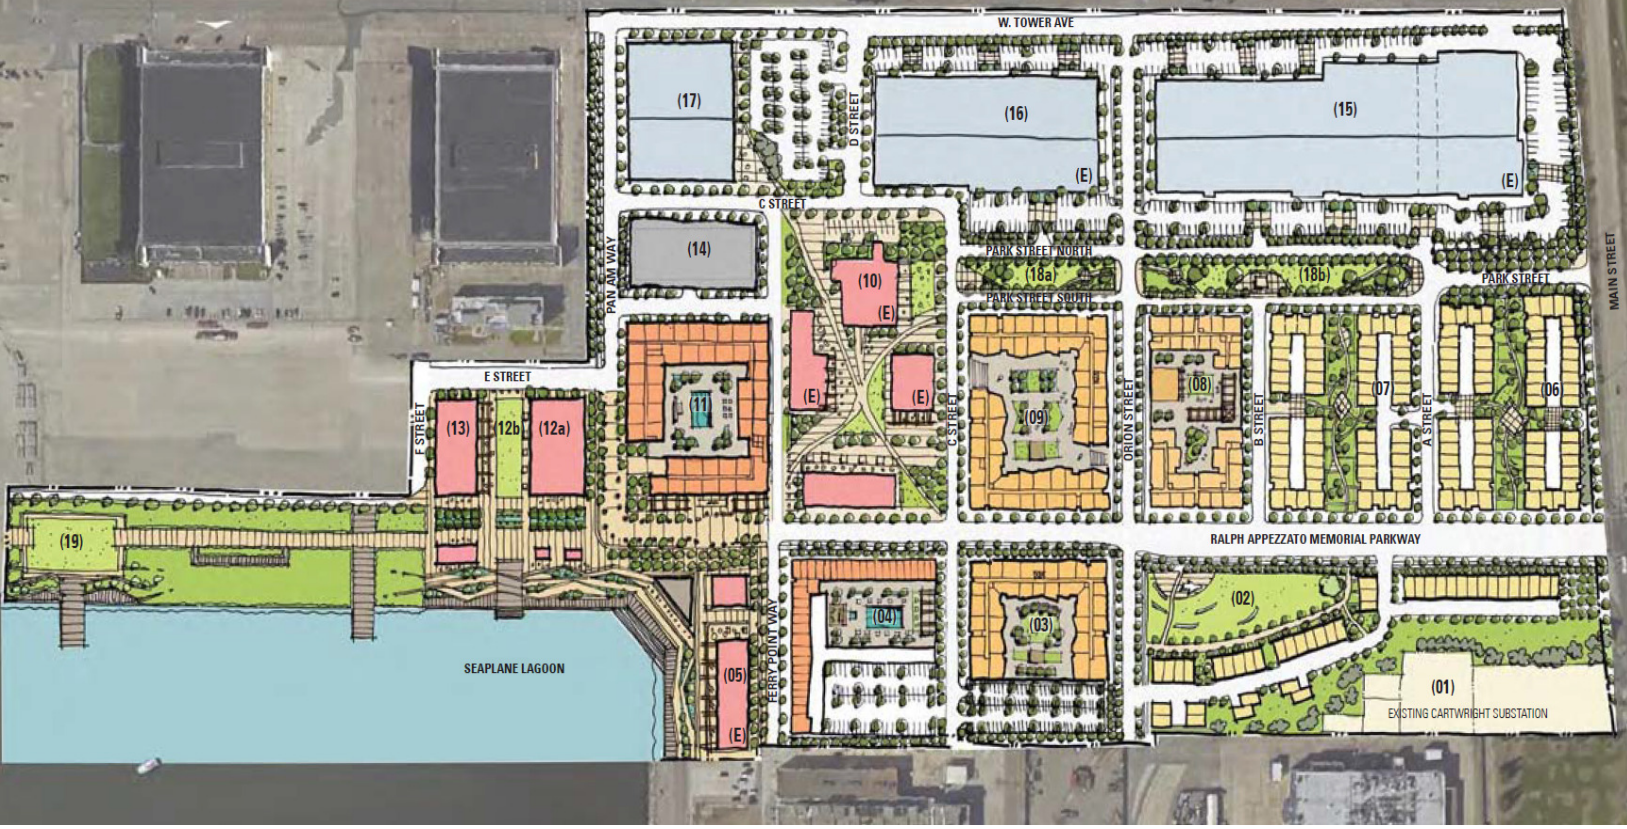 W. TOWER AVE
(17)
(16)
(15)
D STREET
(E)
(E)
C STREET
PAN AM WAY
(14)
(10)
(E)
PARK STREET NORTH
(18a)
(18b)
PARK STREET SOUTH
PARK STREET
MAIN STREET
E STREET
F STREET
(13)
12b
(12a)
(11)
(E)
(E)
C STREET
(09)
ORION STREET
(08)
B STREET
(07)
A STREET
(06)
RALPH APPEZZATO MEMORIAL PARKWAY
(19)
SEAPLANE LAGOON
(05)
(E)
FERRY POINT WAY
(04)
(03)
(02)
(01)
EXISTING CARTWRIGHT SUBSTATION